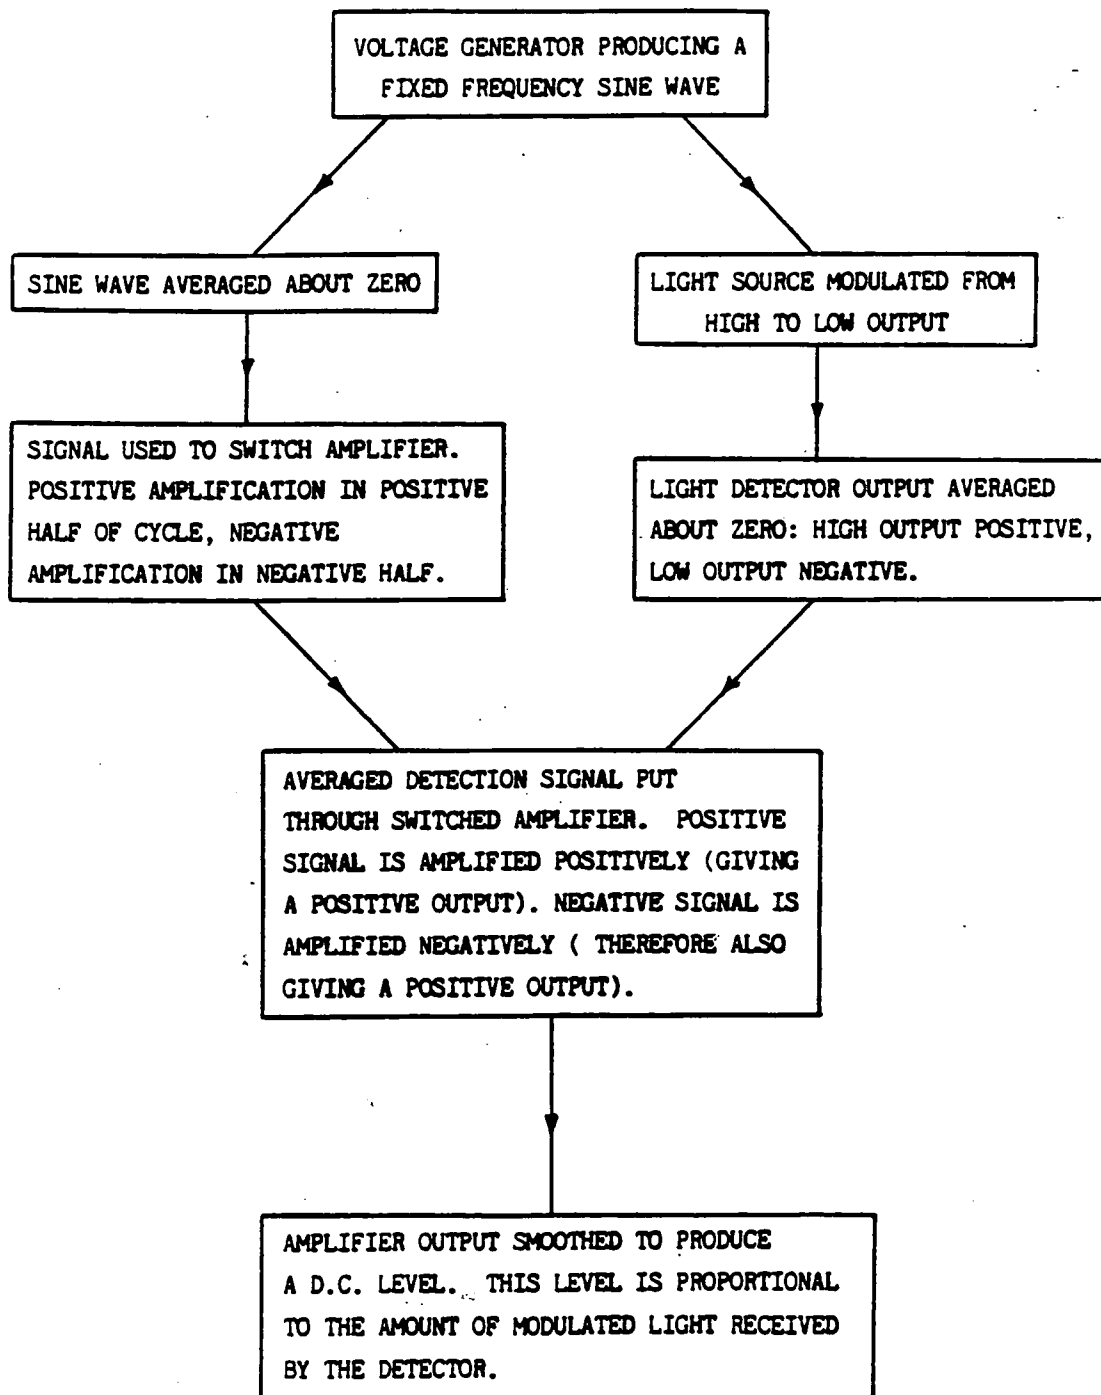 VOLTAGE GENERATOR PRODUCING A
FIXED FREQUENCY SINE WAVE
SINE WAVE AVERAGED ABOUT ZERO
LIGHT SOURCE MODULATED FROM
HIGH TO LOW OUTPUT
SIGNAL USED TO SWITCH AMPLIFIER.
POSITIVE AMPLIFICATION IN POSITIVE
HALF OF CYCLE, NEGATIVE
AMPLIFICATION IN NEGATIVE HALF.
LIGHT DETECTOR OUTPUT AVERAGED
ABOUT ZERO: HIGH OUTPUT POSITIVE,
LOW OUTPUT NEGATIVE.
AVERAGED DETECTION SIGNAL PUT
THROUGH SWITCHED AMPLIFIER. POSITIVE
SIGNAL IS AMPLIFIED POSITIVELY (GIVING
A POSITIVE OUTPUT). NEGATIVE SIGNAL IS
AMPLIFIED NEGATIVELY ( THEREFORE ALSO
GIVING A POSITIVE OUTPUT).
AMPLIFIER OUTPUT SMOOTHED TO PRODUCE
A D.C. LEVEL. THIS LEVEL IS PROPORTIONAL
TO THE AMOUNT OF MODULATED LIGHT RECEIVED
BY THE DETECTOR.